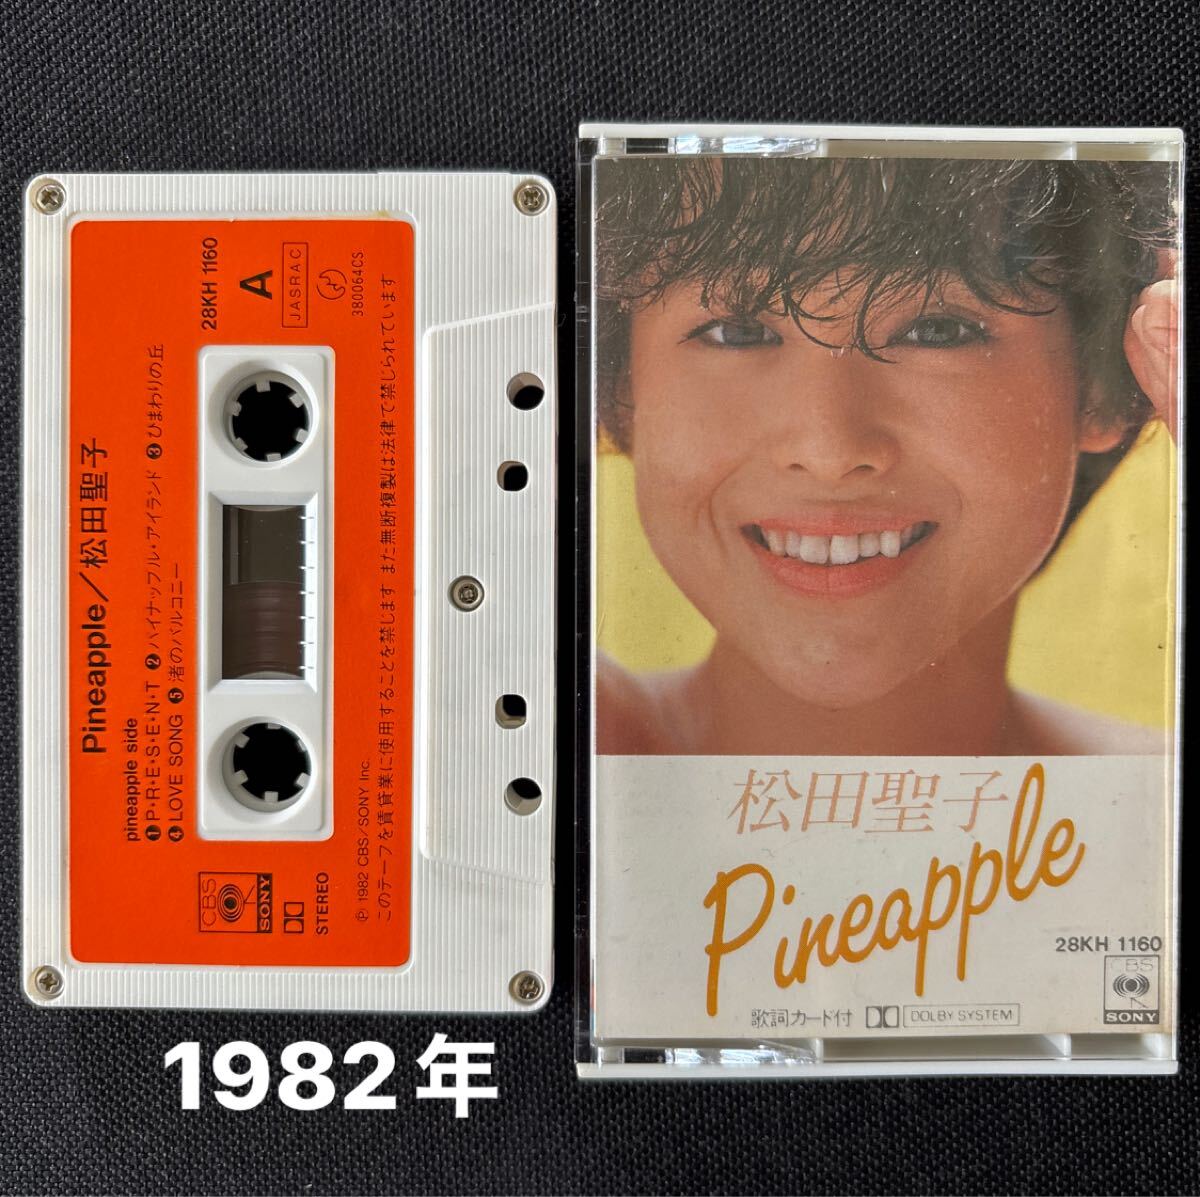 Pineapple／松田聖子
pineapple side
❶P・R・E・S・E・N・T ❷パイナップル・アイランド ❸ひまわりの丘
❹LOVE SONG ❺渚のバルコニー
28KH 1160
A
JASRAC
380064CS
CBS
SONY
STEREO
Ⓟ 1982 CBS/SONY Inc.
このテープを賃貸業に使用することを禁じます また無断複製は法律で禁じられています
1982年
松田聖子
Pineapple
28KH 1160
CBS
SONY
歌詞カード付
DOLBY SYSTEM